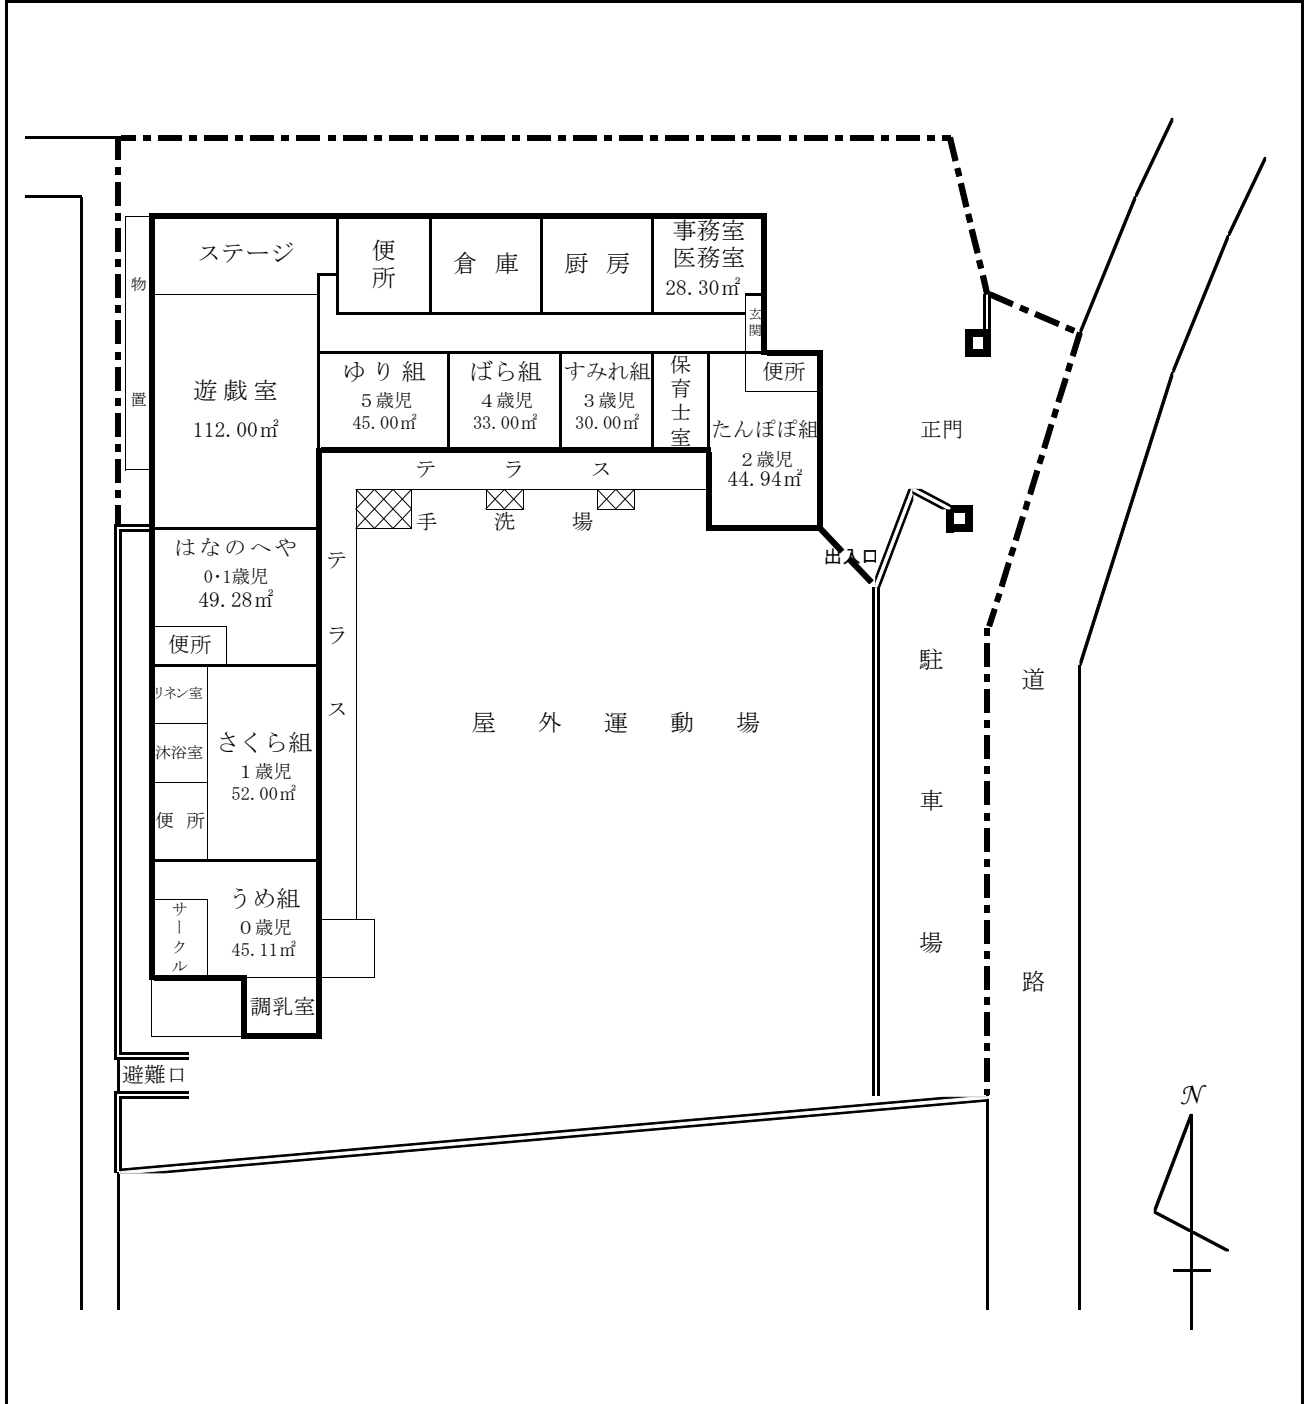 ステージ
便所
倉庫
厨房
事務室
医務室
28.30㎡
物置
玄関
遊戯室
112.00㎡
ゆり組
５歳児
45.00㎡
ばら組
４歳児
33.00㎡
すみれ組
３歳児
30.00㎡
保育士室
便所
たんぽぽ組
２歳児
44.94㎡
正門
テラス
手洗場
はなのへや
0・1歳児
49.28㎡
便所
テラス
出入口
リネン室
沐浴室
便所
さくら組
１歳児
52.00㎡
屋外運動場
駐車場
道路
うめ組
０歳児
45.11㎡
サークル
調乳室
避難口
N